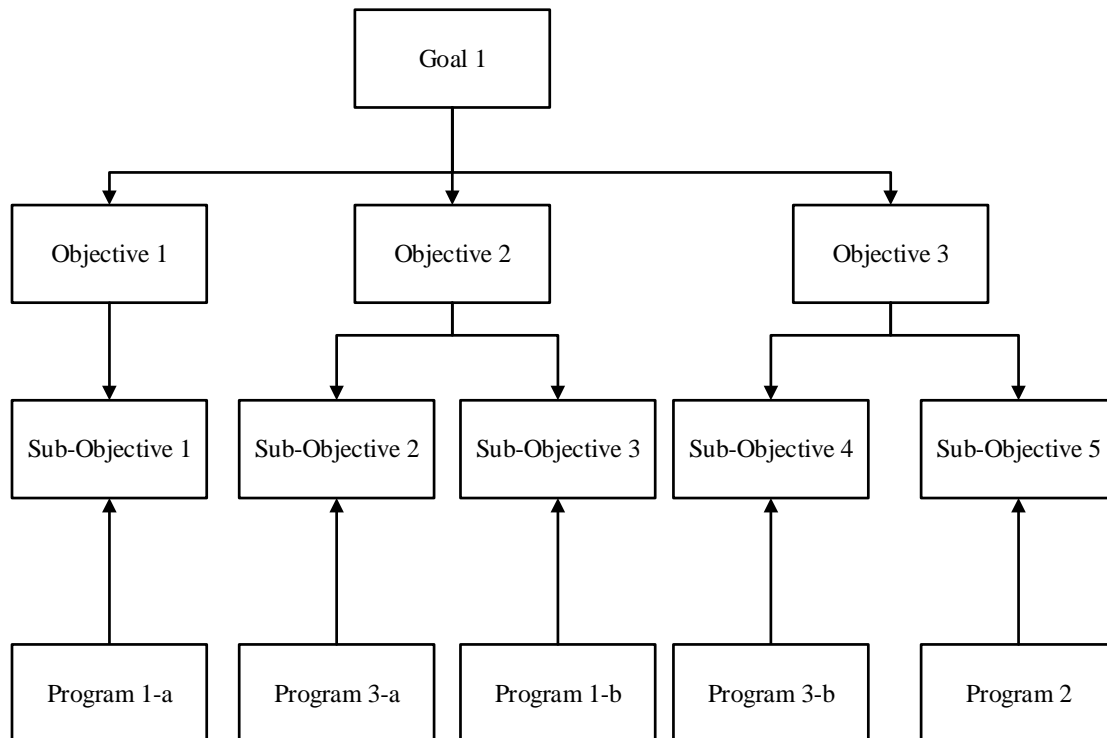 Goal 1
Objective 1
Objective 2
Objective 3
Sub-Objective 1
Sub-Objective 2
Sub-Objective 3
Sub-Objective 4
Sub-Objective 5
Program 1-a
Program 3-a
Program 1-b
Program 3-b
Program 2